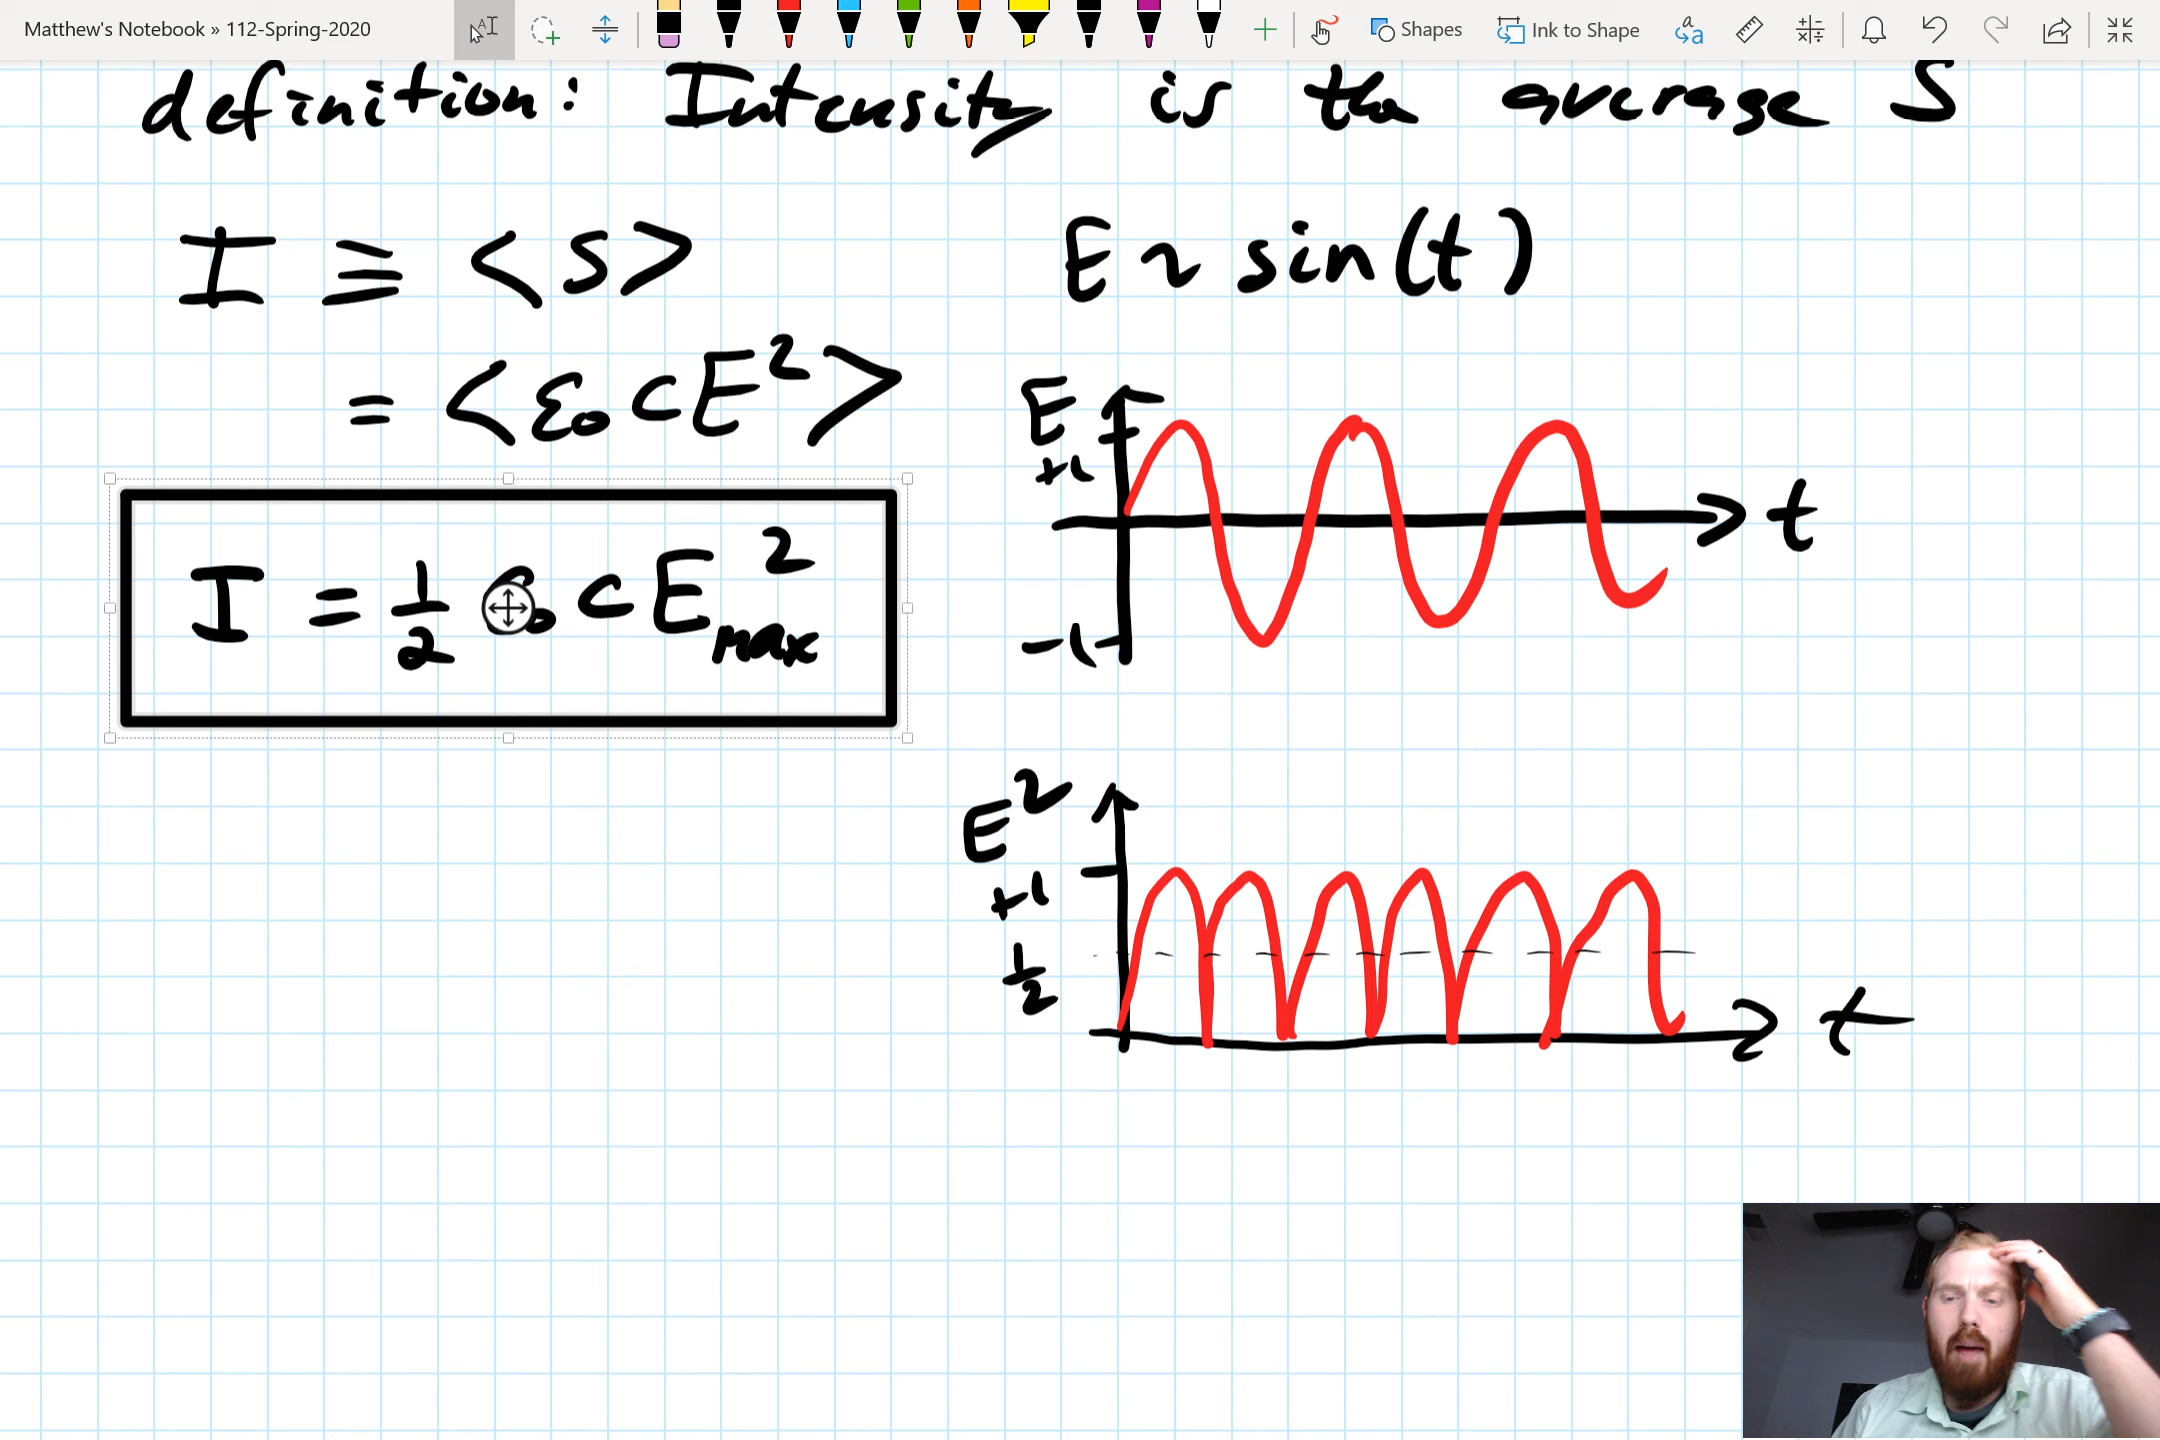 Matthew's Notebook » 112-Spring-2020
Shapes
Ink to Shape
definition: Intensity is the average S
I ≡ <S>
E ~ sin(t)
= <ε₀cE²>
E
+1
t
-1
I = 1/2 ε₀ c E_max²
E²
+1
1/2
t